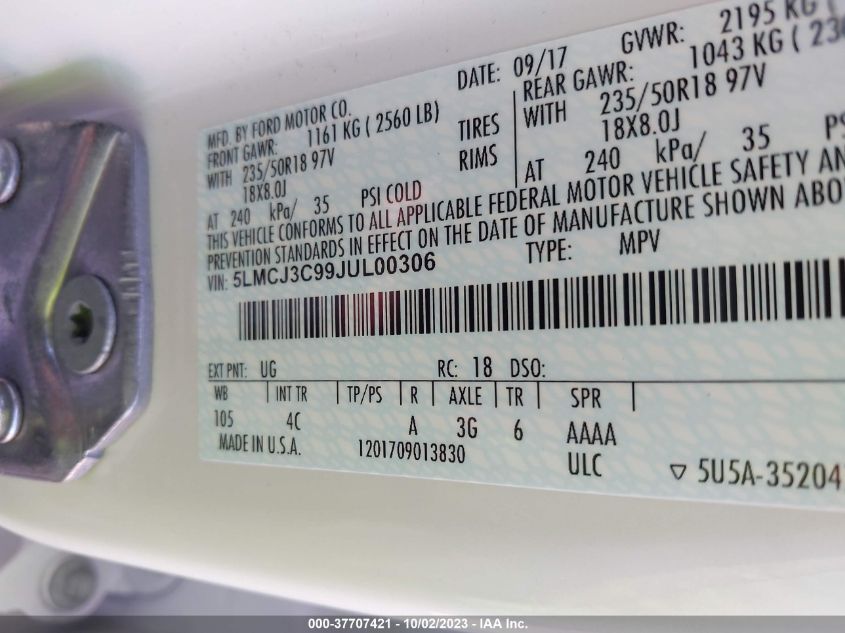 MFD. BY FORD MOTOR CO. DATE: 09/17 GVWR: 2195 KG (
FRONT GAWR: 1161 KG ( 2560 LB) REAR GAWR: 1043 KG (
WITH 235/50R18 97V TIRES WITH 235/50R18 97V
18X8.0J RIMS 18X8.0J
AT 240 kPa/ 35 PSI COLD AT 240 kPa/ 35
THIS VEHICLE CONFORMS TO ALL APPLICABLE FEDERAL MOTOR VEHICLE SAFETY
PREVENTION STANDARDS IN EFFECT ON THE DATE OF MANUFACTURE SHOWN
VIN: 5LMCJ3C99JUL00306 TYPE: MPV
EXT PNT: UG RC: 18 DSO:
WB INT TR TP/PS R AXLE TR SPR
105 4C A 3G 6 AAAA
MADE IN U.S.A. 1201709013830 ULC
▽ 5U5A-35204
000-37707421 - 10/02/2023 - IAA Inc.